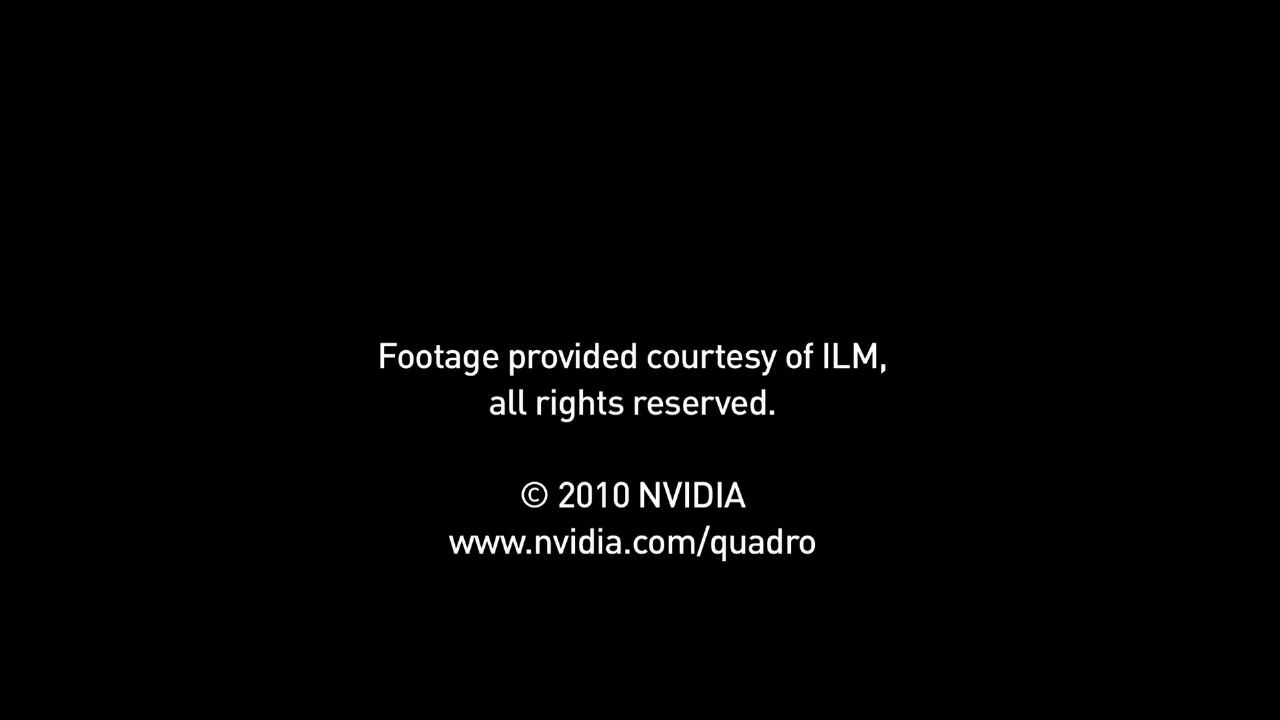 Footage provided courtesy of ILM,
all rights reserved.
© 2010 NVIDIA
www.nvidia.com/quadro